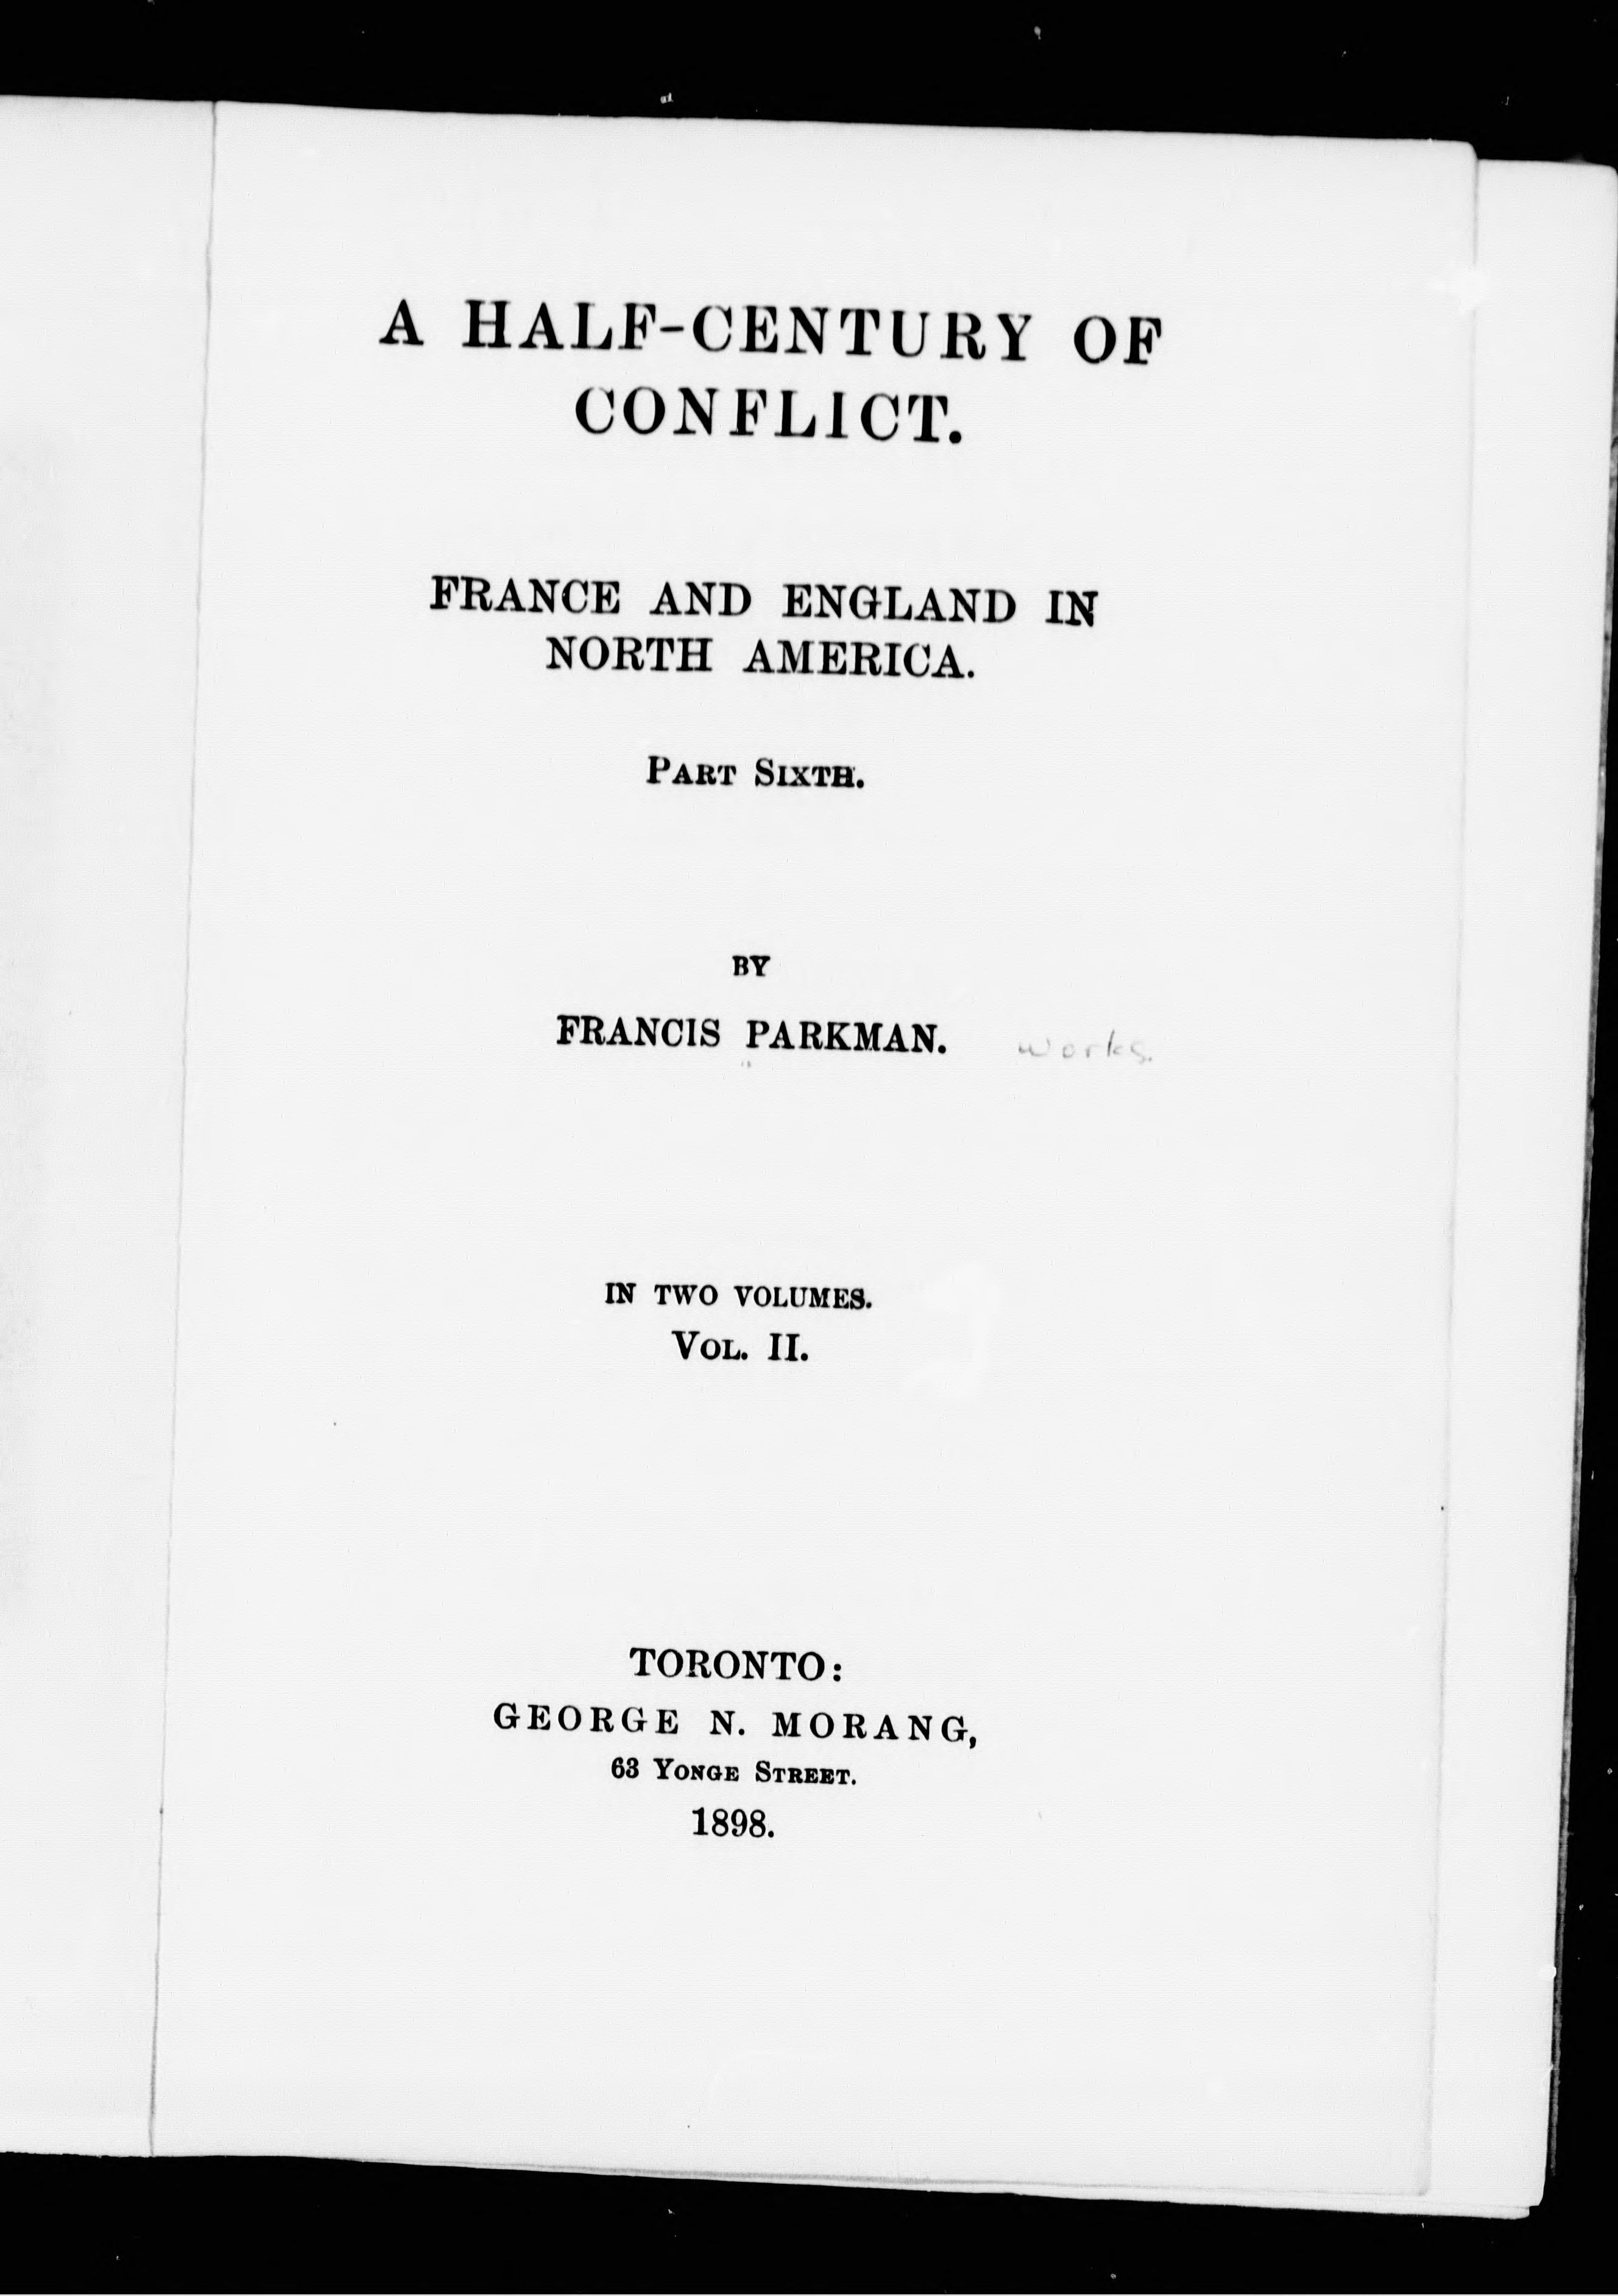 A HALF-CENTURY OF
CONFLICT.
FRANCE AND ENGLAND IN
NORTH AMERICA.
PART SIXTH.
BY
FRANCIS PARKMAN. works.
IN TWO VOLUMES.
VOL. II.
TORONTO:
GEORGE N. MORANG,
63 YONGE STREET.
1898.